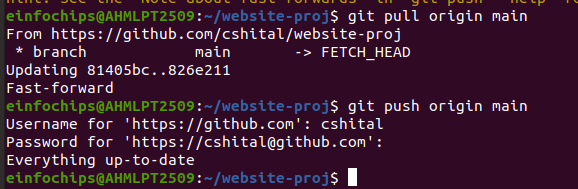 hint: See the 'Note about fast-forwards' in 'git push --help' fo
einfochips@AHMLPT2509:~/website-proj$ git pull origin main
From https://github.com/cshital/website-proj
 * branch            main       -> FETCH_HEAD
Updating 81405bc..826e211
Fast-forward
einfochips@AHMLPT2509:~/website-proj$ git push origin main
Username for 'https://github.com': cshital
Password for 'https://cshital@github.com':
Everything up-to-date
einfochips@AHMLPT2509:~/website-proj$